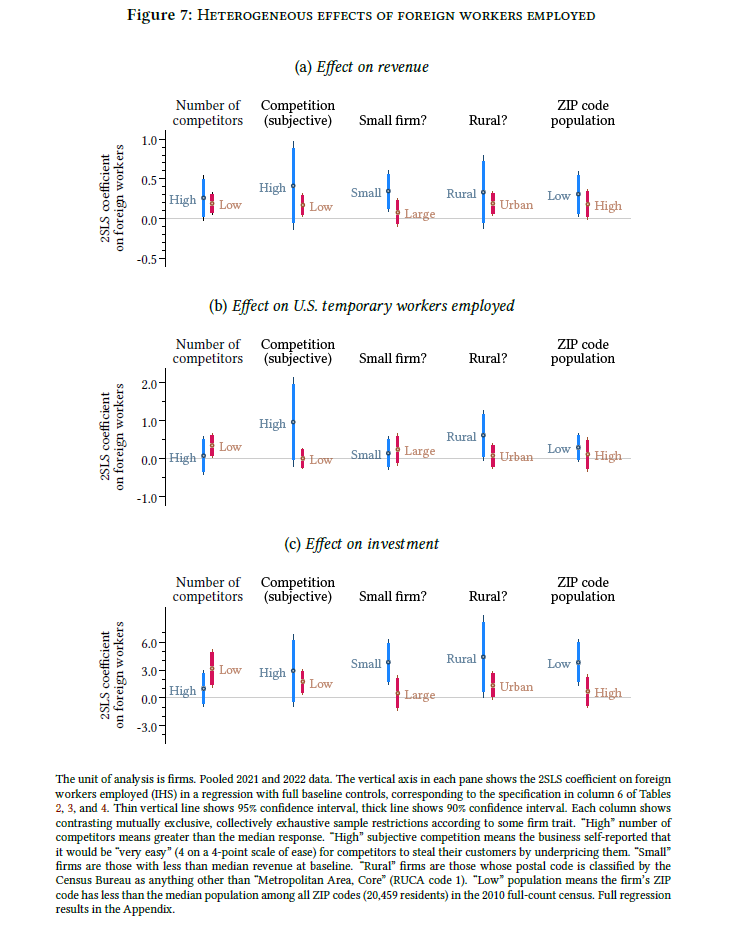 Figure 7: HETEROGENEOUS EFFECTS OF FOREIGN WORKERS EMPLOYED
(a) Effect on revenue
Number of competitors
Competition (subjective)
Small firm?
Rural?
ZIP code population
2SLS coefficient
on foreign workers
1.0
0.5
0.0
-0.5
High
Low
High
Low
Small
Large
Rural
Urban
Low
High
(b) Effect on U.S. temporary workers employed
Number of competitors
Competition (subjective)
Small firm?
Rural?
ZIP code population
2SLS coefficient
on foreign workers
2.0
1.0
0.0
-1.0
High
Low
High
Low
Small
Large
Rural
Urban
Low
High
(c) Effect on investment
Number of competitors
Competition (subjective)
Small firm?
Rural?
ZIP code population
2SLS coefficient
on foreign workers
6.0
3.0
0.0
-3.0
High
Low
High
Low
Small
Large
Rural
Urban
Low
High
The unit of analysis is firms. Pooled 2021 and 2022 data. The vertical axis in each pane shows the 2SLS coefficient on foreign
workers employed (IHS) in a regression with full baseline controls, corresponding to the specification in column 6 of Tables
2, 3, and 4. Thin vertical line shows 95% confidence interval, thick line shows 90% confidence interval. Each column shows
contrasting mutually exclusive, collectively exhaustive sample restrictions according to some firm trait. “High” number of
competitors means greater than the median response. “High” subjective competition means the business self-reported that
it would be “very easy” (4 on a 4-point scale of ease) for competitors to steal their customers by underpricing them. “Small”
firms are those with less than median revenue at baseline. “Rural” firms are those whose postal code is classified by the
Census Bureau as anything other than “Metropolitan Area, Core” (RUCA code 1). “Low” population means the firm’s ZIP
code has less than the median population among all ZIP codes (20,459 residents) in the 2010 full-count census. Full regression
results in the Appendix.